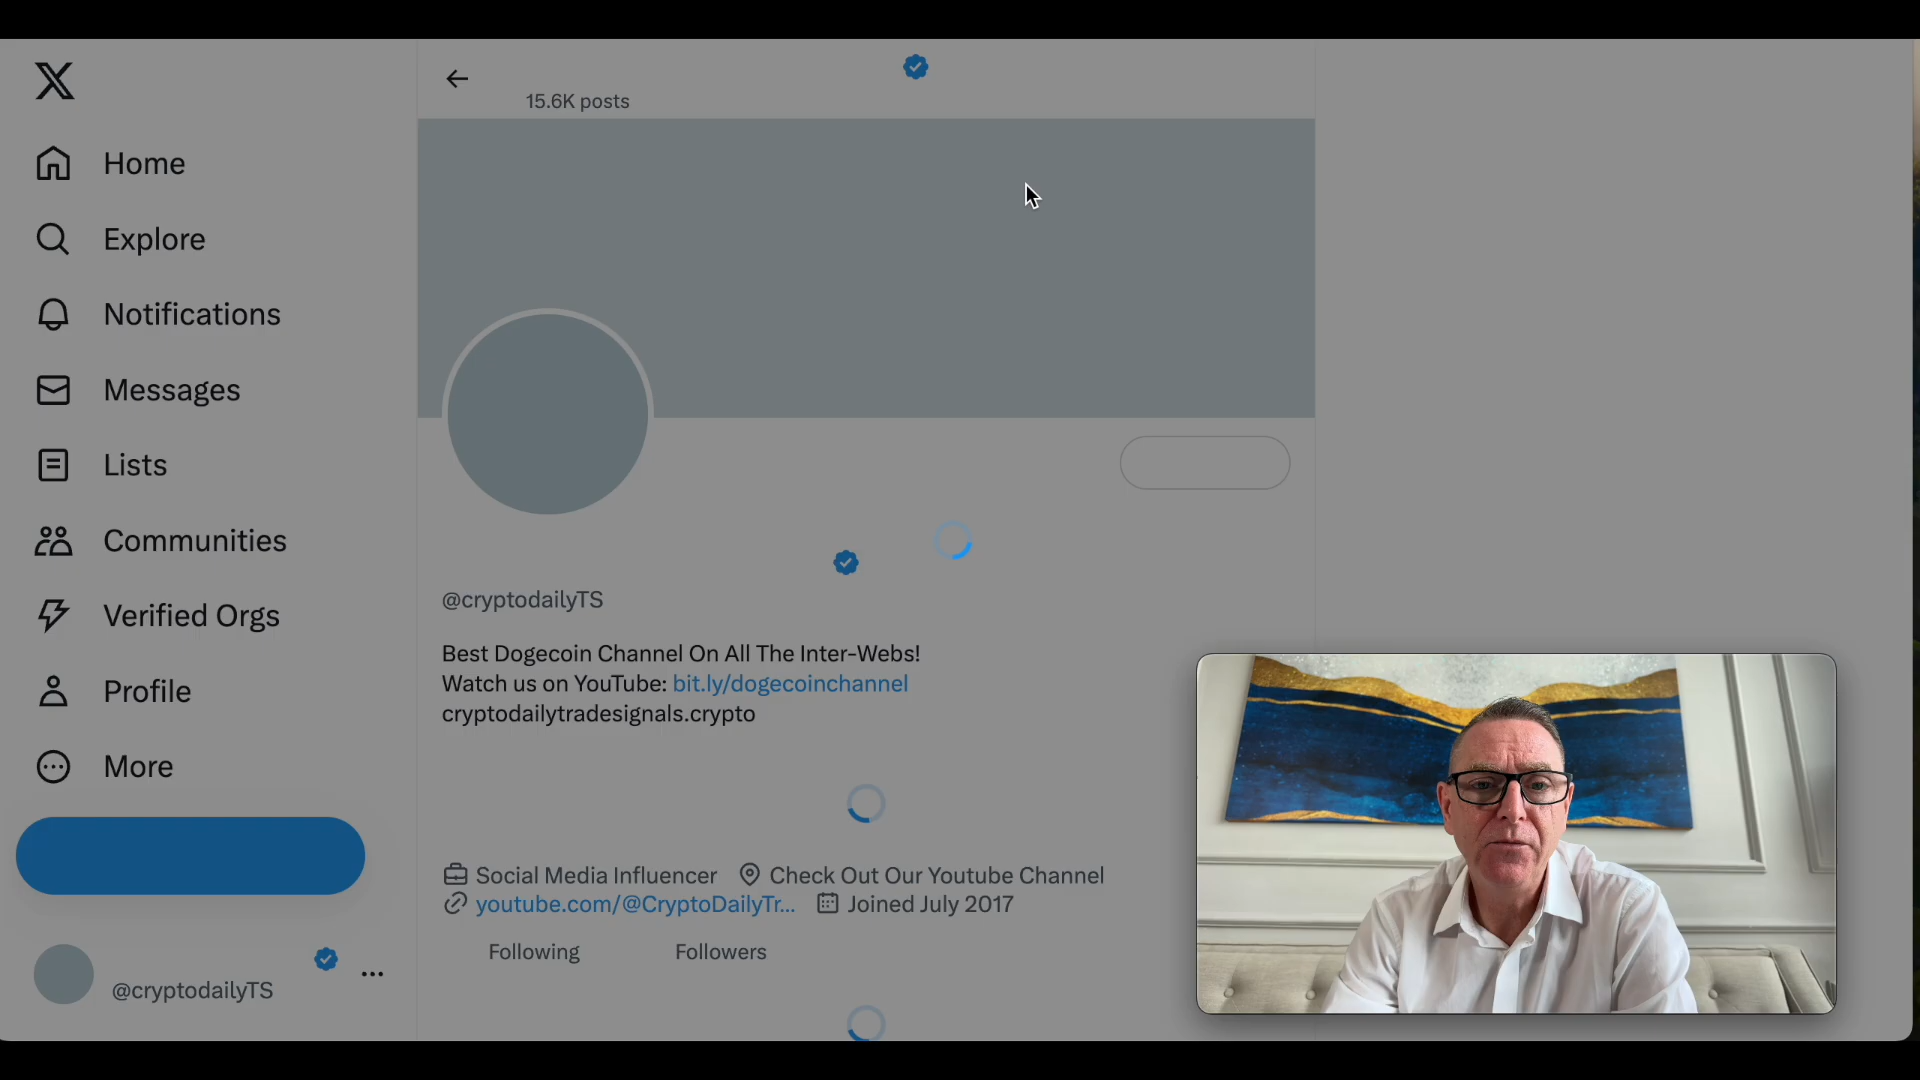 15.6K posts
Home
Explore
Notifications
Messages
Lists
Communities
Verified Orgs
Profile
More
@cryptodailyTS
@cryptodailyTS
Best Dogecoin Channel On All The Inter-Webs!
Watch us on YouTube: bit.ly/dogecoinchannel
cryptodailytradesignals.crypto
Social Media Influencer Check Out Our Youtube Channel
youtube.com/@CryptoDailyTr... Joined July 2017
Following Followers